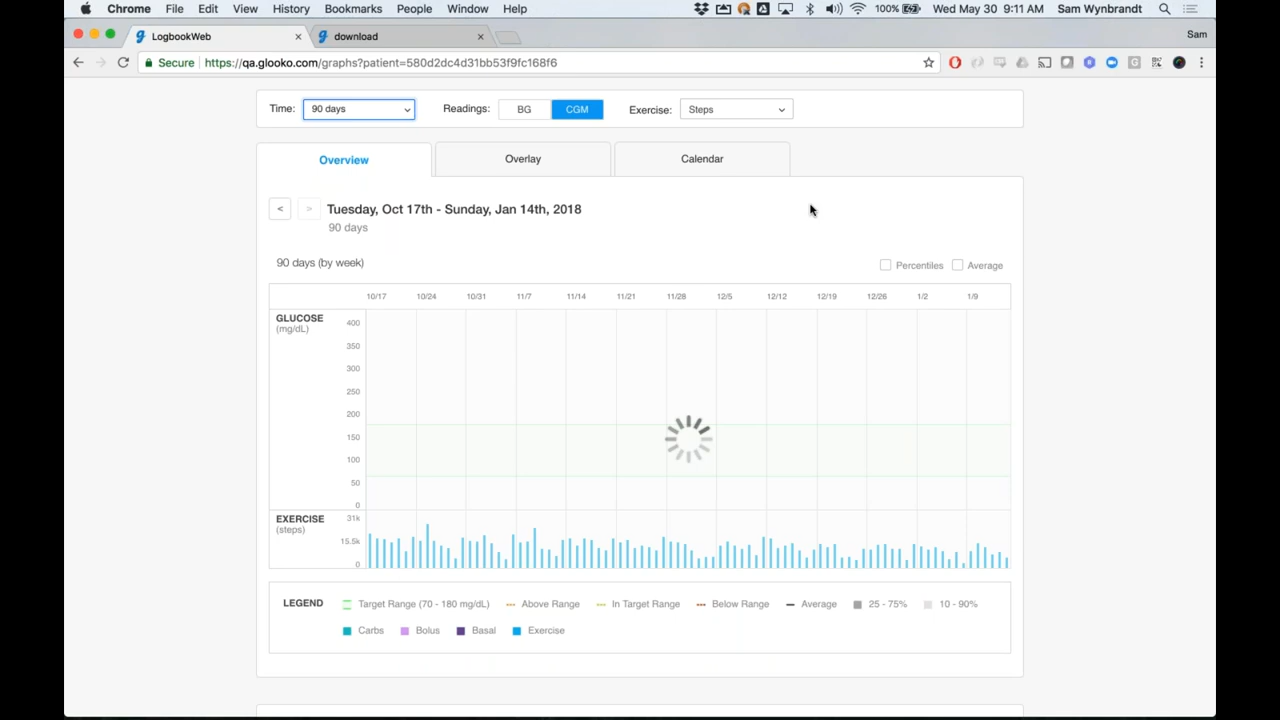 Chrome File Edit View History Bookmarks People Window Help 100% Wed May 30 9:11 AM Sam Wynbrandt
LogbookWeb × download × Sam
Secure https://qa.glooko.com/graphs?patient=580d2dc4d31bb53f9fc168f6
Time: 90 days Readings: BG CGM Exercise: Steps
Overview Overlay Calendar
< > Tuesday, Oct 17th - Sunday, Jan 14th, 2018
90 days
90 days (by week) Percentiles Average
10/17 10/24 10/31 11/7 11/14 11/21 11/28 12/5 12/12 12/19 12/26 1/2 1/9
GLUCOSE
(mg/dL)
400
350
300
250
200
150
100
50
0
EXERCISE
(steps)
31k
15.5k
0
LEGEND Target Range (70 - 180 mg/dL) Above Range In Target Range Below Range Average 25 - 75% 10 - 90%
Carbs Bolus Basal Exercise